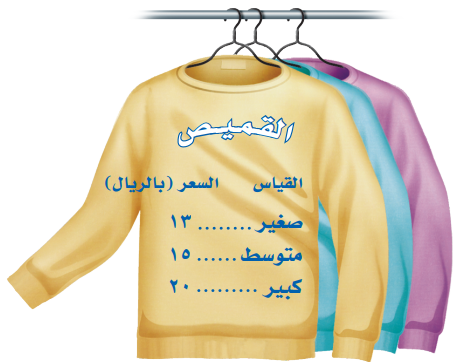 القميص
القياس السعر (بالريال)
صغير ........ ١٣
متوسط ...... ١٥
كبير ......... ٢٠